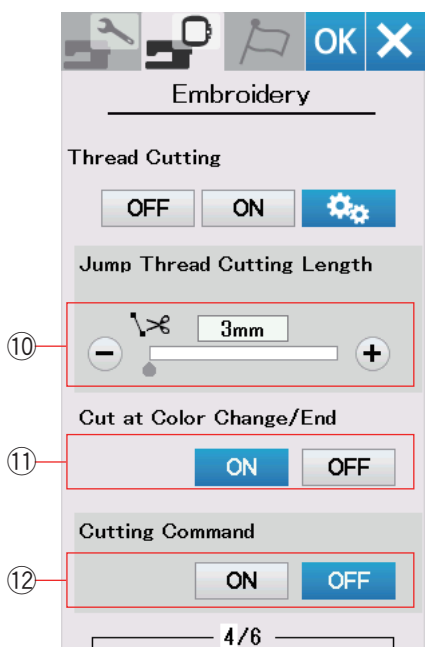 OK
Embroidery
Thread Cutting
OFF ON
Jump Thread Cutting Length
⑩ 3mm
− +
Cut at Color Change/End
⑪ ON OFF
Cutting Command
⑫ ON OFF
4/6